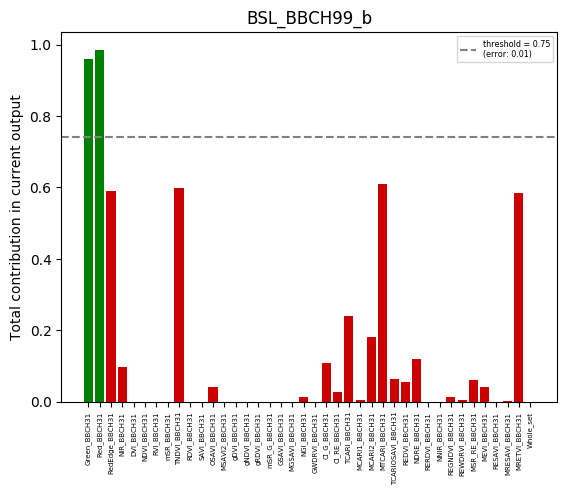 BSL_BBCH99_b
threshold = 0.75
(error: 0.01)
Total contribution in current output
1.0
0.8
0.6
0.4
0.2
0.0
Green_BBCH31
Red_BBCH31
RedEdge_BBCH31
NIR_BBCH31
DVI_BBCH31
NDVI_BBCH31
RVI_BBCH31
mSR_BBCH31
TNDVI_BBCH31
RDVI_BBCH31
SAVI_BBCH31
OSAVI_BBCH31
MSAVI2_BBCH31
gDVI_BBCH31
gNDVI_BBCH31
gRDVI_BBCH31
mSR_G_BBCH31
GSAVI_BBCH31
MGSAVI_BBCH31
NGI_BBCH31
GWDRVI_BBCH31
CI_G_BBCH31
CI_RE_BBCH31
TCARI_BBCH31
MCARI1_BBCH31
MCARI2_BBCH31
MTCARI_BBCH31
TCARIOSAVI_BBCH31
REDVI_BBCH31
NDRE_BBCH31
RERDVI_BBCH31
NNIR_BBCH31
REGNDVI_BBCH31
REWDRVI_BBCH31
MSR_RE_BBCH31
MEVI_BBCH31
RESAVI_BBCH31
MRESAVI_BBCH31
MRETVI_BBCH31
whole_set